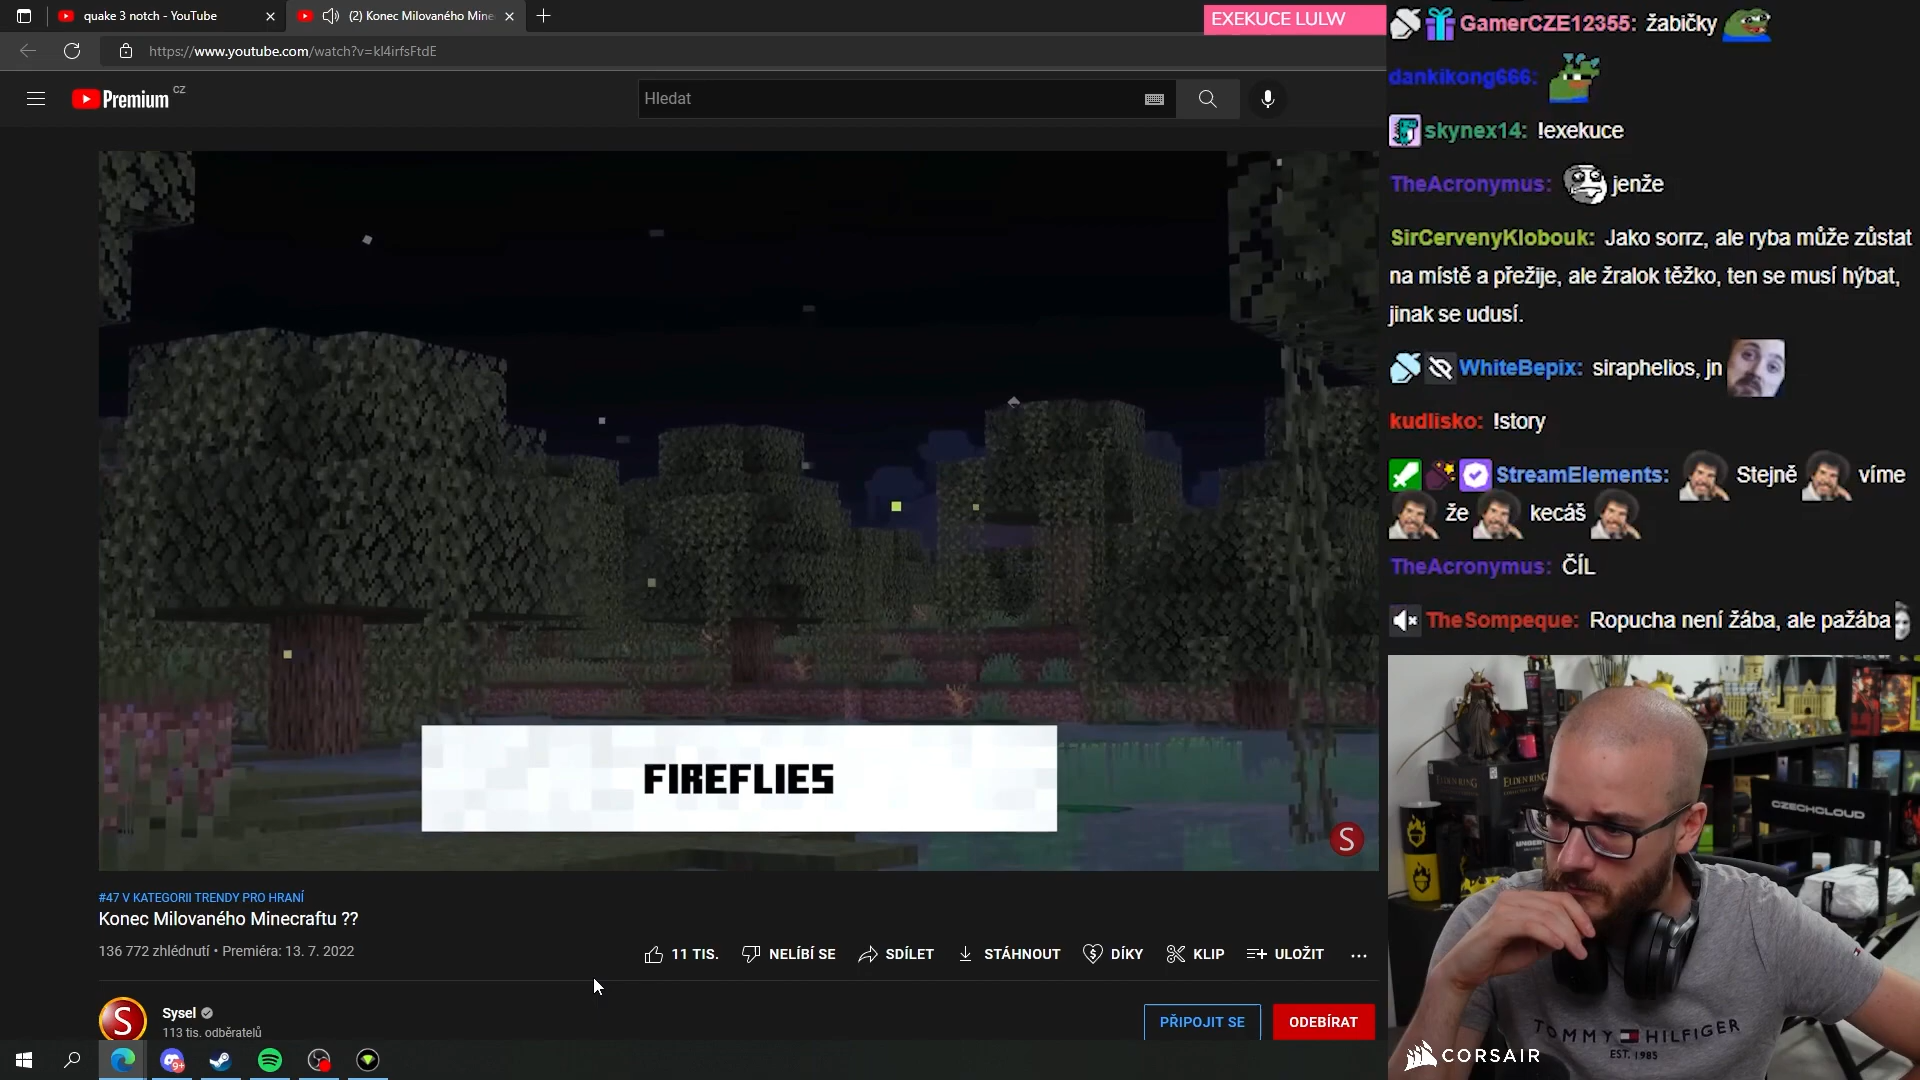 quake 3 notch - YouTube
(2) Konec Milovaného Mine
EXEKUCE LULW
https://www.youtube.com/watch?v=kl4irfsFtdE
Premium CZ
Hledat
FIREFLIES
S
#47 V KATEGORII TRENDY PRO HRANÍ
Konec Milovaného Minecraftu ??
136 772 zhlédnutí • Premiéra: 13. 7. 2022
11 TIS.
NELÍBÍ SE
SDÍLET
STÁHNOUT
DÍKY
KLIP
ULOŽIT
S
Sysel
113 tis. odběratelů
PŘIPOJIT SE
ODEBÍRAT
9+
GamerCZE12355: žabičky
dankikong666:
skynex14: !exekuce
TheAcronymus: jenže
SirCervenyKlobouk: Jako sorrz, ale ryba může zůstat
na místě a přežije, ale žralok těžko, ten se musí hýbat,
jinak se udusí.
WhiteBepix: siraphelios, jn
kudlisko: !story
StreamElements: Stejně víme
že kecáš
TheAcronymus: ČÍL
TheSompeque: Ropucha není žába, ale pažába
ELDEN RING
ELDEN RING
CZECHCLOUD
TOMMY HILFIGER
EST. 1985
CORSAIR